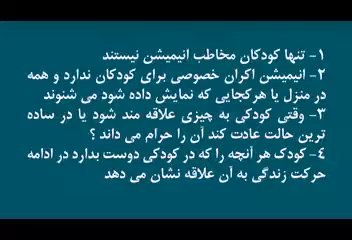 ۱- تنها کودکان مخاطب انیمیشن نیستند
۲- انیمیشن اکران خصوصی برای کودکان ندارد و همه
در منزل یا هرکجایی که نمایش داده شود می شنوند
۳- وقتی کودکی به چیزی علاقه مند شود یا در ساده
ترین حالت عادت کند آن را حرام می داند ؟
۴- کودک هر آنچه را که در کودکی دوست بدارد در ادامه
حرکت زندگی به آن علاقه نشان می دهد